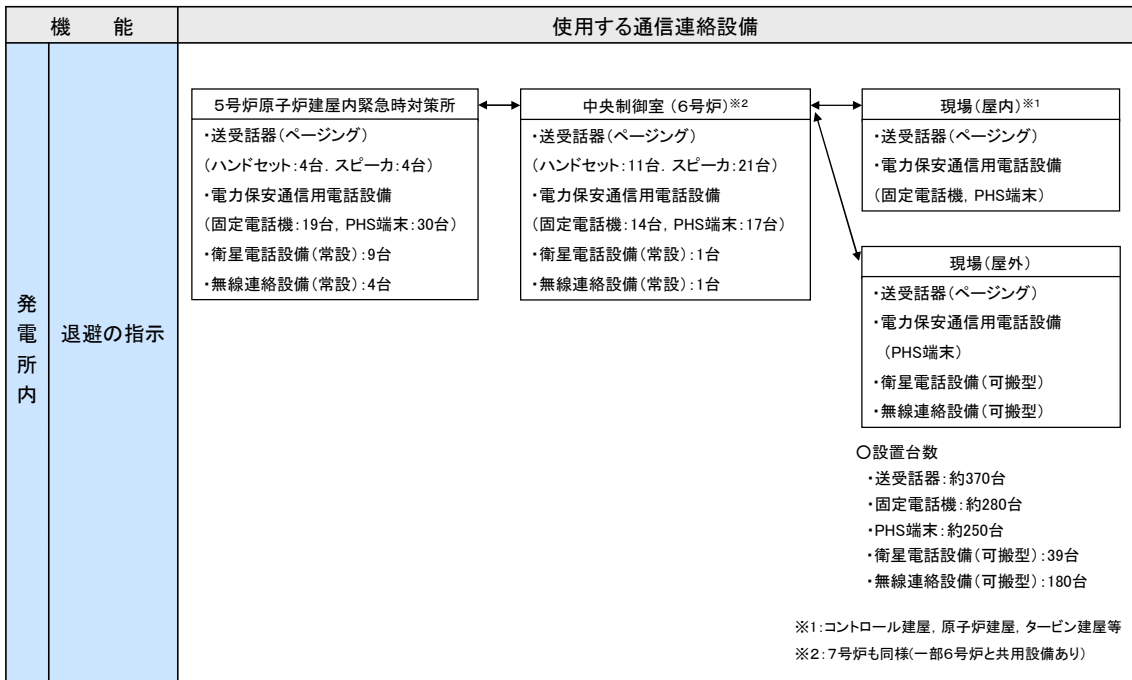 機　能
使用する通信連絡設備
発電所内
退避の指示
5号炉原子炉建屋内緊急時対策所
・送受話器(ページング)
(ハンドセット:4台. スピーカ:4台)
・電力保安通信用電話設備
(固定電話機:19台, PHS端末:30台)
・衛星電話設備(常設):9台
・無線連絡設備(常設):4台
中央制御室 (6号炉)※2
・送受話器(ページング)
(ハンドセット:11台. スピーカ:21台)
・電力保安通信用電話設備
(固定電話機:14台, PHS端末:17台)
・衛星電話設備(常設):1台
・無線連絡設備(常設):1台
現場(屋内)※1
・送受話器(ページング)
・電力保安通信用電話設備
(固定電話機, PHS端末)
現場(屋外)
・送受話器(ページング)
・電力保安通信用電話設備
(PHS端末)
・衛星電話設備(可搬型)
・無線連絡設備(可搬型)
○設置台数
・送受話器:約370台
・固定電話機:約280台
・PHS端末:約250台
・衛星電話設備(可搬型):39台
・無線連絡設備(可搬型):180台
※1:コントロール建屋, 原子炉建屋, タービン建屋等
※2:7号炉も同様(一部6号炉と共用設備あり)